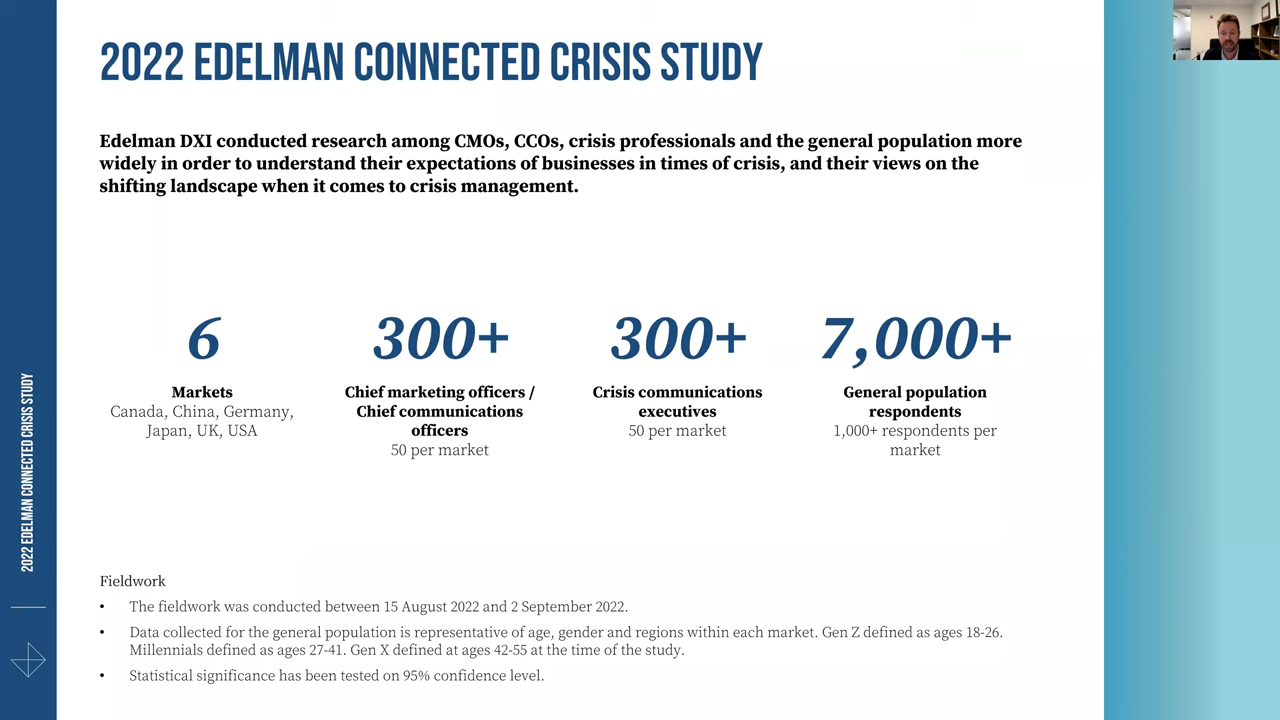 2022 EDELMAN CONNECTED CRISIS STUDY
Edelman DXI conducted research among CMOs, CCOs, crisis professionals and the general population more
widely in order to understand their expectations of businesses in times of crisis, and their views on the
shifting landscape when it comes to crisis management.
6
Markets
Canada, China, Germany,
Japan, UK, USA
300+
Chief marketing officers /
Chief communications
officers
50 per market
300+
Crisis communications
executives
50 per market
7,000+
General population
respondents
1,000+ respondents per
market
Fieldwork
• The fieldwork was conducted between 15 August 2022 and 2 September 2022.
• Data collected for the general population is representative of age, gender and regions within each market. Gen Z defined as ages 18-26.
Millennials defined as ages 27-41. Gen X defined at ages 42-55 at the time of the study.
• Statistical significance has been tested on 95% confidence level.
2022 EDELMAN CONNECTED CRISIS STUDY